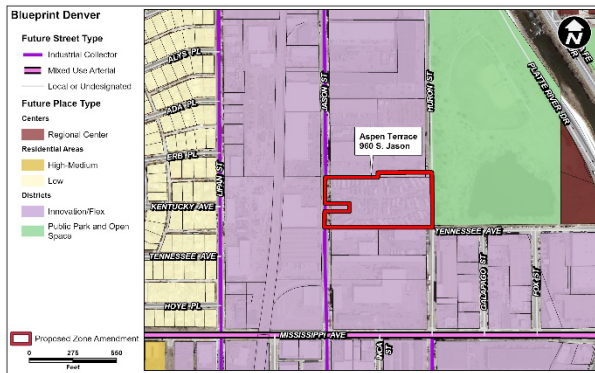 Blueprint Denver
Future Street Type
Industrial Collector
Mixed Use Arterial
Local or Undesignated
Future Place Type
Centers
Regional Center
Residential Areas
High-Medium
Low
Districts
Innovation/Flex
Public Park and Open
Space
Proposed Zone Amendment
0 275 550
Feet
N
ALYS PL
ADA PL
ERB PL
KENTUCKY AVE
TENNESSEE AVE
HOYE PL
LIPAN ST
JASON ST
HURON ST
PLATTE RIVER DR
Aspen Terrace
960 S. Jason
TENNESSEE AVE
GALAPAGO ST
FOX ST
MISSISSIPPI AVE